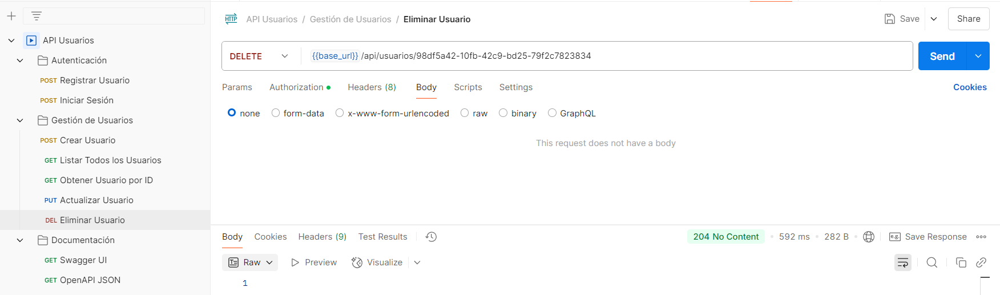 API Usuarios
Autenticación
POST Registrar Usuario
POST Iniciar Sesión
Gestión de Usuarios
POST Crear Usuario
GET Listar Todos los Usuarios
GET Obtener Usuario por ID
PUT Actualizar Usuario
DEL Eliminar Usuario
Documentación
GET Swagger UI
GET OpenAPI JSON
HTTP API Usuarios / Gestión de Usuarios / Eliminar Usuario Save Share
DELETE {{base_url}} /api/usuarios/98df5a42-10fb-42c9-bd25-79f2c7823834 Send
Params Authorization Headers (8) Body Scripts Settings Cookies
none form-data x-www-form-urlencoded raw binary GraphQL
This request does not have a body
Body Cookies Headers (9) Test Results 204 No Content 592 ms 282 B e.g. Save Response
Raw Preview Visualize
1